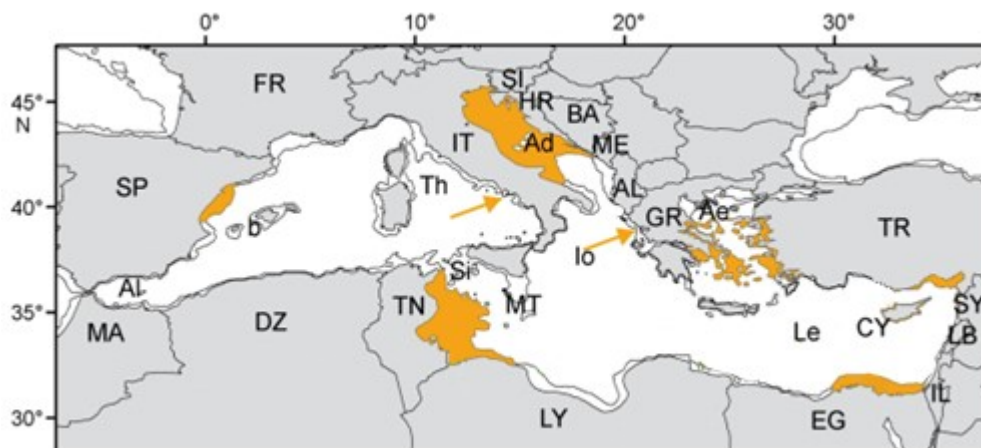 0° 10° 20° 30°
45°
N
FR
SI
HR
BA
IT
Ad
ME
SP
Th
AL
40°
b
GR
Ae
TR
Io
Al
Si
TN
MT
SY
35°
MA
DZ
Le
CY
LB
30°
LY
EG
IL